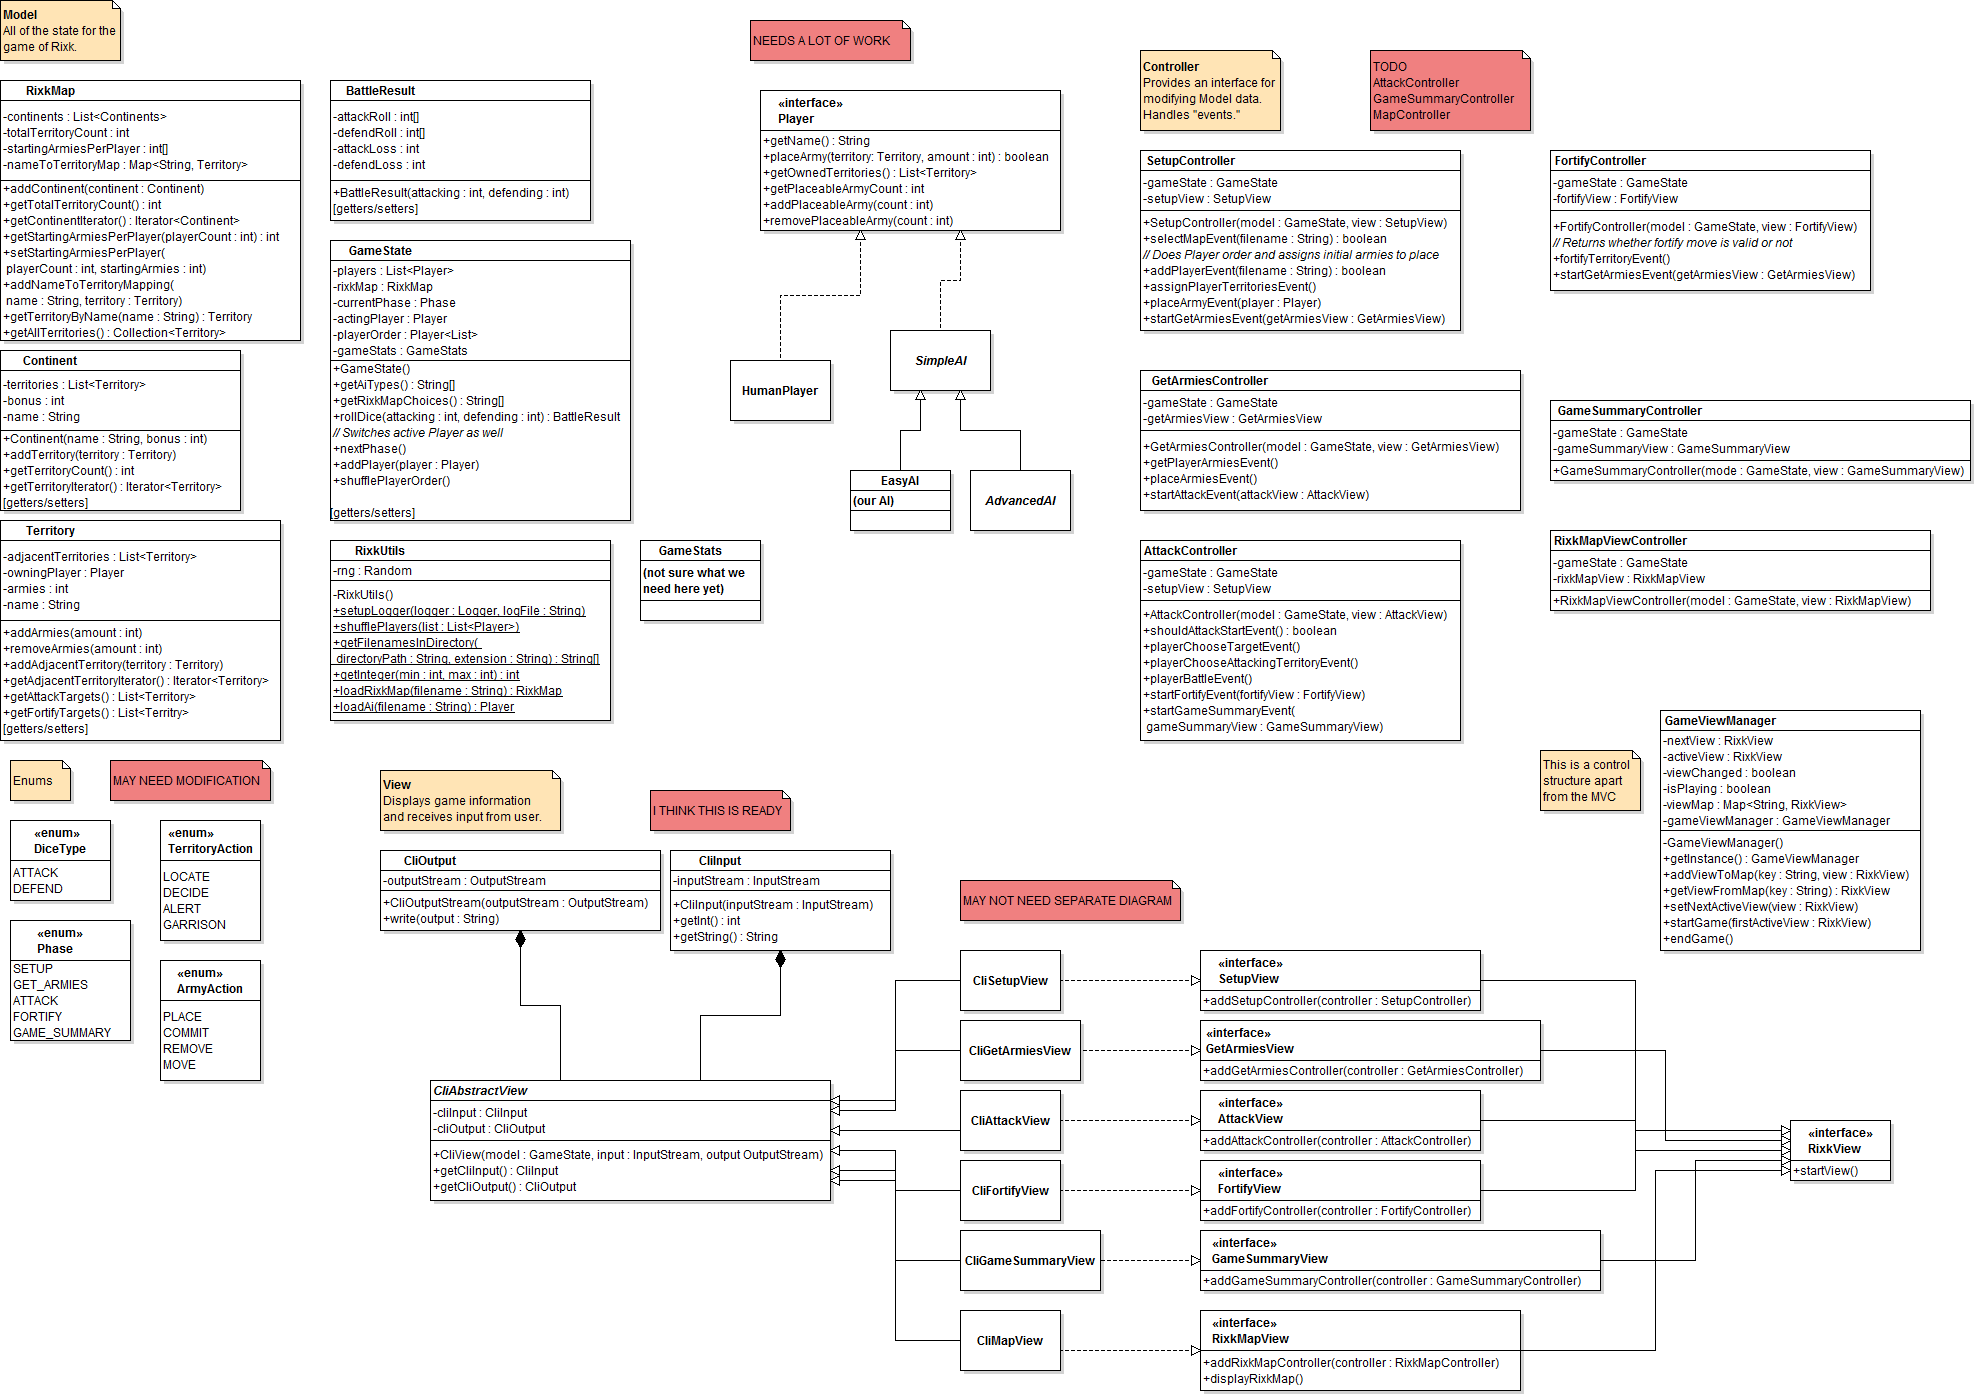 Model
All of the state for the
game of Rixk.
RixkMap
-continents : List<Continents>
-totalTerritoryCount : int
-startingArmiesPerPlayer : int[]
-nameToTerritoryMap : Map<String, Territory>
+addContinent(continent : Continent)
+getTotalTerritoryCount() : int
+getContinentIterator() : Iterator<Continent>
+getStartingArmiesPerPlayer(playerCount : int) : int
+setStartingArmiesPerPlayer(
playerCount : int, startingArmies : int)
+addNameToTerritoryMapping(
name : String, territory : Territory)
+getTerritoryByName(name : String) : Territory
+getAllTerritories() : Collection<Territory>
Continent
-territories : List<Territory>
-bonus : int
-name : String
+Continent(name : String, bonus : int)
+addTerritory(territory : Territory)
+getTerritoryCount() : int
+getTerritoryIterator() : Iterator<Territory>
[getters/setters]
Territory
-adjacentTerritories : List<Territory>
-owningPlayer : Player
-armies : int
-name : String
+addArmies(amount : int)
+removeArmies(amount : int)
+addAdjacentTerritory(territory : Territory)
+getAdjacentTerritoryIterator() : Iterator<Territory>
+getAttackTargets() : List<Territory>
+getFortifyTargets() : List<Territry>
[getters/setters]
BattleResult
-attackRoll : int[]
-defendRoll : int[]
-attackLoss : int
-defendLoss : int
+BattleResult(attacking : int, defending : int)
[getters/setters]
GameState
-players : List<Player>
-rixkMap : RixkMap
-currentPhase : Phase
-actingPlayer : Player
-playerOrder : Player<List>
-gameStats : GameStats
+GameState()
+getAiTypes() : String[]
+getRixkMapChoices() : String[]
+rollDice(attacking : int, defending : int) : BattleResult
// Switches active Player as well
+nextPhase()
+addPlayer(player : Player)
+shufflePlayerOrder()
[getters/setters]
RixkUtils
-rng : Random
-RixkUtils()
+setupLogger(logger : Logger, logFile : String)
+shufflePlayers(list : List<Player>)
+getFilenamesInDirectory(
directoryPath : String, extension : String) : String[]
+getInteger(min : int, max : int) : int
+loadRixkMap(filename : String) : RixkMap
+loadAi(filename : String) : Player
GameStats
(not sure what we
need here yet)
NEEDS A LOT OF WORK
«interface»
Player
+getName() : String
+placeArmy(territory: Territory, amount : int) : boolean
+getOwnedTerritories() : List<Territory>
+getPlaceableArmyCount : int
+addPlaceableArmy(count : int)
+removePlaceableArmy(count : int)
HumanPlayer
SimpleAI
EasyAI
(our AI)
AdvancedAI
Controller
Provides an interface for
modifying Model data.
Handles "events."
TODO
AttackController
GameSummaryController
MapController
SetupController
-gameState : GameState
-setupView : SetupView
+SetupController(model : GameState, view : SetupView)
+selectMapEvent(filename : String) : boolean
// Does Player order and assigns initial armies to place
+addPlayerEvent(filename : String) : boolean
+assignPlayerTerritoriesEvent()
+placeArmyEvent(player : Player)
+startGetArmiesEvent(getArmiesView : GetArmiesView)
FortifyController
-gameState : GameState
-fortifyView : FortifyView
+FortifyController(model : GameState, view : FortifyView)
// Returns whether fortify move is valid or not
+fortifyTerritoryEvent()
+startGetArmiesEvent(getArmiesView : GetArmiesView)
GetArmiesController
-gameState : GameState
-getArmiesView : GetArmiesView
+GetArmiesController(model : GameState, view : GetArmiesView)
+getPlayerArmiesEvent()
+placeArmiesEvent()
+startAttackEvent(attackView : AttackView)
GameSummaryController
-gameState : GameState
-gameSummaryView : GameSummaryView
+GameSummaryController(mode : GameState, view : GameSummaryView)
AttackController
-gameState : GameState
-setupView : SetupView
+AttackController(model : GameState, view : AttackView)
+shouldAttackStartEvent() : boolean
+playerChooseTargetEvent()
+playerChooseAttackingTerritoryEvent()
+playerBattleEvent()
+startFortifyEvent(fortifyView : FortifyView)
+startGameSummaryEvent(
gameSummaryView : GameSummaryView)
RixkMapViewController
-gameState : GameState
-rixkMapView : RixkMapView
+RixkMapViewController(model : GameState, view : RixkMapView)
This is a control
structure apart
from the MVC
GameViewManager
-nextView : RixkView
-activeView : RixkView
-viewChanged : boolean
-isPlaying : boolean
-viewMap : Map<String, RixkView>
-gameViewManager : GameViewManager
-GameViewManager()
+getInstance() : GameViewManager
+addViewToMap(key : String, view : RixkView)
+getViewFromMap(key : String) : RixkView
+setNextActiveView(view : RixkView)
+startGame(firstActiveView : RixkView)
+endGame()
Enums
MAY NEED MODIFICATION
«enum»
DiceType
ATTACK
DEFEND
«enum»
TerritoryAction
LOCATE
DECIDE
ALERT
GARRISON
«enum»
Phase
SETUP
GET_ARMIES
ATTACK
FORTIFY
GAME_SUMMARY
«enum»
ArmyAction
PLACE
COMMIT
REMOVE
MOVE
View
Displays game information
and receives input from user.
I THINK THIS IS READY
CliOutput
-outputStream : OutputStream
+CliOutputStream(outputStream : OutputStream)
+write(output : String)
CliInput
-inputStream : InputStream
+CliInput(inputStream : InputStream)
+getInt() : int
+getString() : String
CliAbstractView
-cliInput : CliInput
-cliOutput : CliOutput
+CliView(model : GameState, input : InputStream, output OutputStream)
+getCliInput() : CliInput
+getCliOutput() : CliOutput
MAY NOT NEED SEPARATE DIAGRAM
CliSetupView
«interface»
SetupView
+addSetupController(controller : SetupController)
CliGetArmiesView
«interface»
GetArmiesView
+addGetArmiesController(controller : GetArmiesController)
CliAttackView
«interface»
AttackView
+addAttackController(controller : AttackController)
CliFortifyView
«interface»
FortifyView
+addFortifyController(controller : FortifyController)
CliGameSummaryView
«interface»
GameSummaryView
+addGameSummaryController(controller : GameSummaryController)
CliMapView
«interface»
RixkMapView
+addRixkMapController(controller : RixkMapController)
+displayRixkMap()
«interface»
RixkView
+startView()